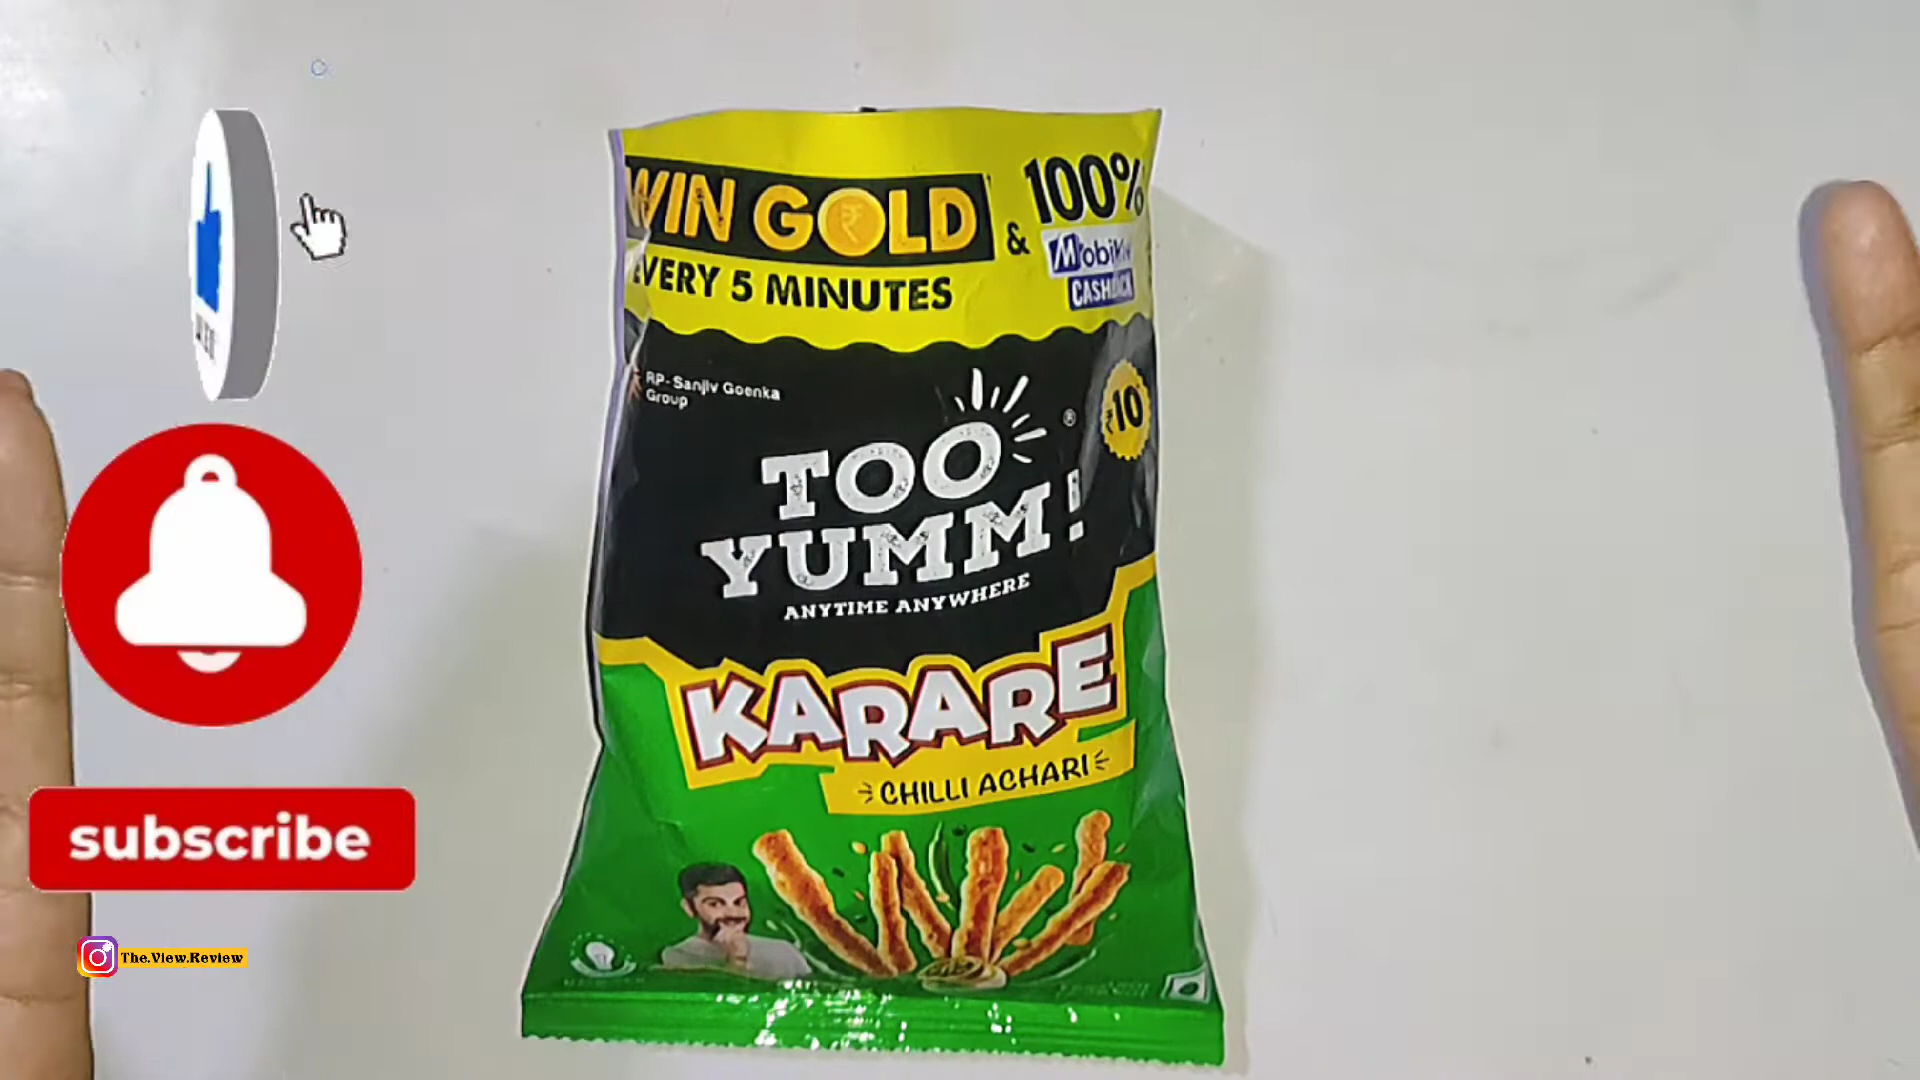 WIN GOLD
EVERY 5 MINUTES
&
100%
CASHBACK
RP-Sanjiv Goenka
Group
₹10
TOO
YUMM!
®
ANYTIME ANYWHERE
KARARE
CHILLI ACHARI
subscribe
The.View.Review